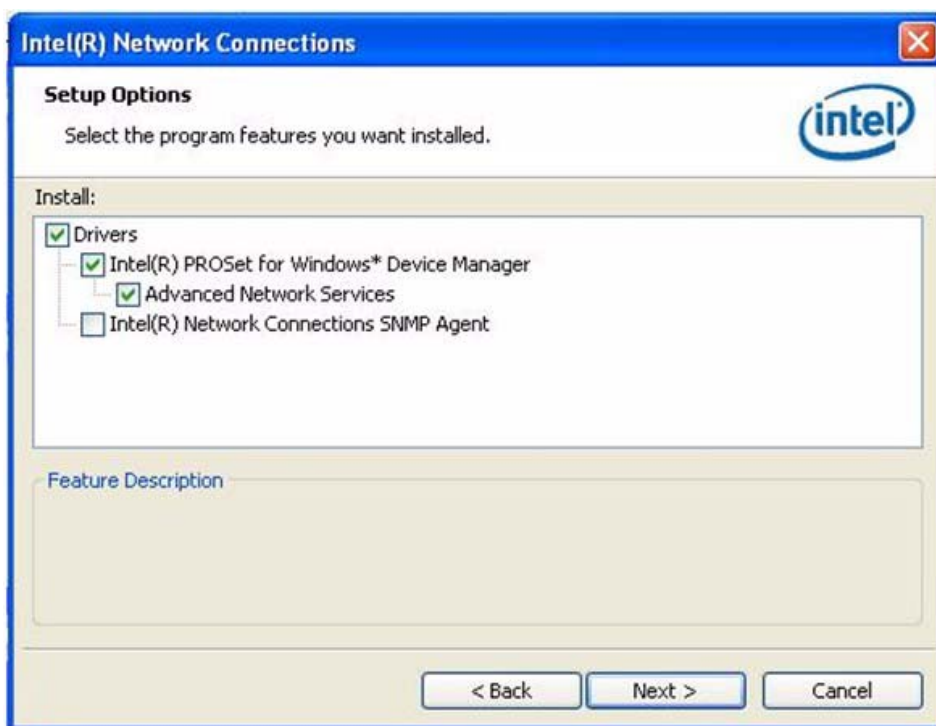 Intel(R) Network Connections
Setup Options
Select the program features you want installed.
intel
Install:
Drivers
Intel(R) PROSet for Windows* Device Manager
Advanced Network Services
Intel(R) Network Connections SNMP Agent
Feature Description
< Back
Next >
Cancel